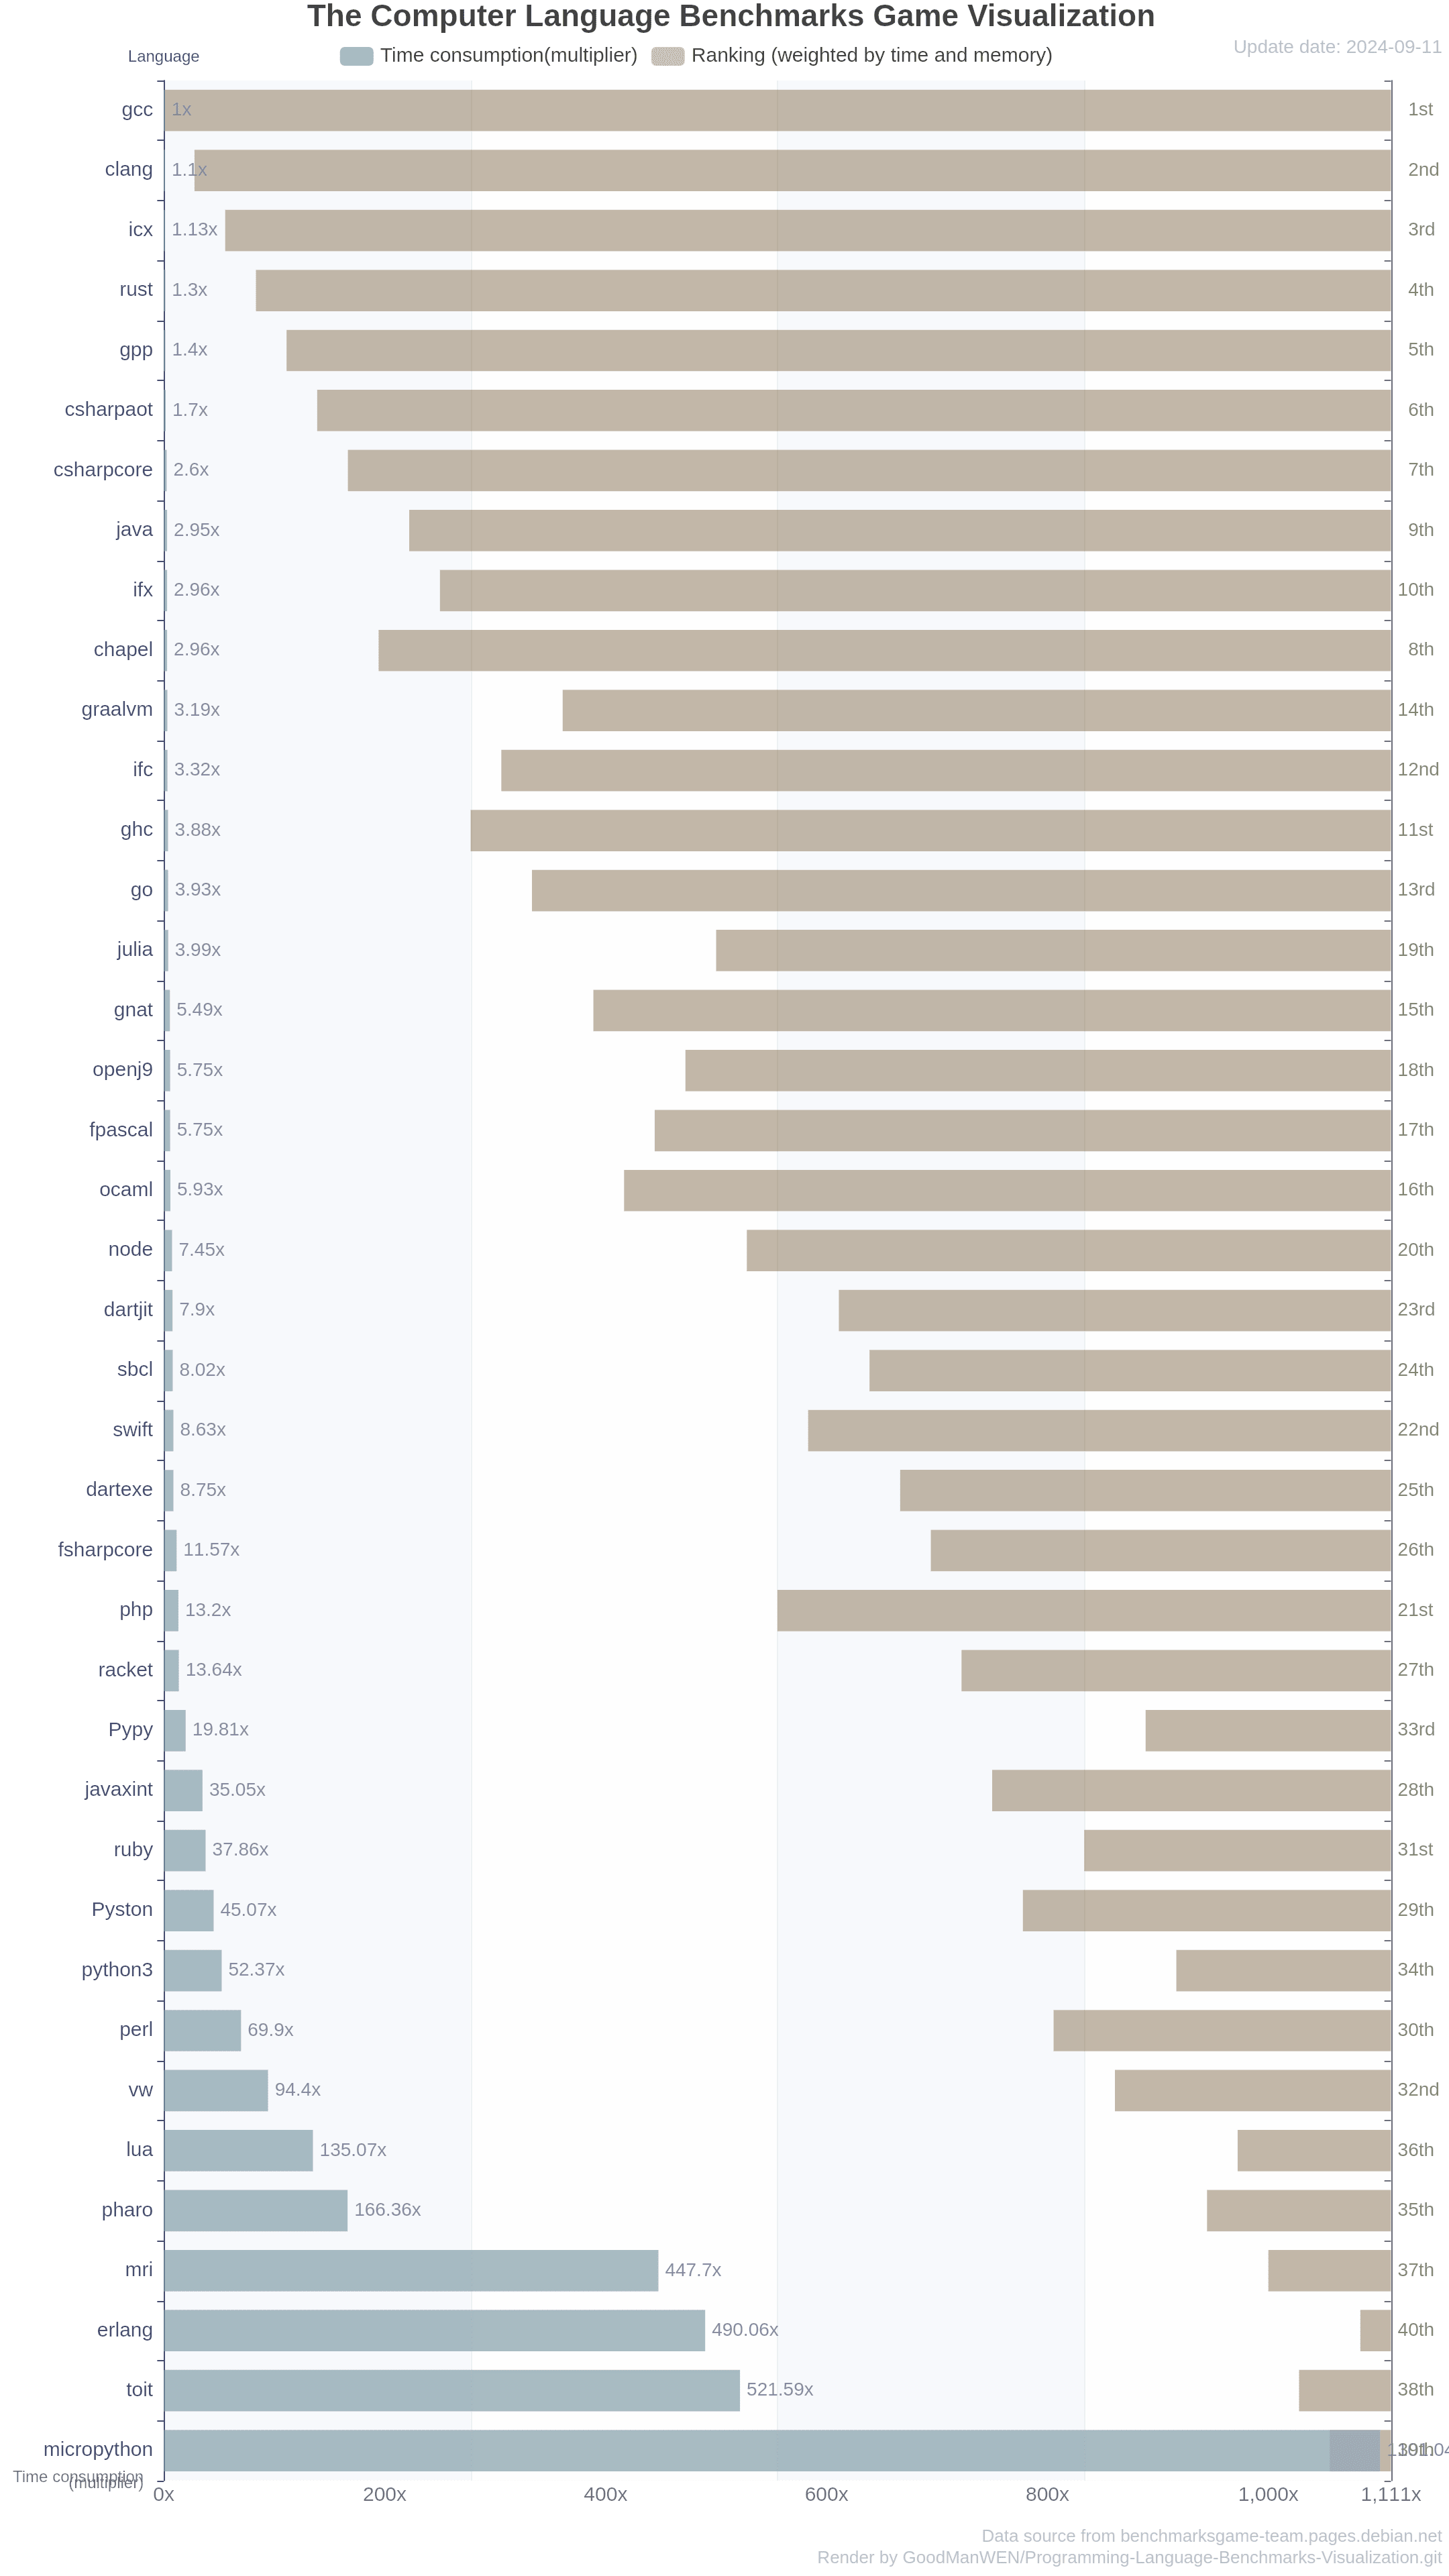 The Computer Language Benchmarks Game Visualization
Language
Time consumption(multiplier)
Ranking (weighted by time and memory)
Update date: 2024-09-11
gcc 1x 1st
clang 1.1x 2nd
icx 1.13x 3rd
rust 1.3x 4th
gpp 1.4x 5th
csharpaot 1.7x 6th
csharpcore 2.6x 7th
java 2.95x 9th
ifx 2.96x 10th
chapel 2.96x 8th
graalvm 3.19x 14th
ifc 3.32x 12nd
ghc 3.88x 11st
go 3.93x 13rd
julia 3.99x 19th
gnat 5.49x 15th
openj9 5.75x 18th
fpascal 5.75x 17th
ocaml 5.93x 16th
node 7.45x 20th
dartjit 7.9x 23rd
sbcl 8.02x 24th
swift 8.63x 22nd
dartexe 8.75x 25th
fsharpcore 11.57x 26th
php 13.2x 21st
racket 13.64x 27th
Pypy 19.81x 33rd
javaxint 35.05x 28th
ruby 37.86x 31st
Pyston 45.07x 29th
python3 52.37x 34th
perl 69.9x 30th
vw 94.4x 32nd
lua 135.07x 36th
pharo 166.36x 35th
mri 447.7x 37th
erlang 490.06x 40th
toit 521.59x 38th
micropython 39th
Time consumption
(multiplier)
0x 200x 400x 600x 800x 1,000x 1,111x
Data source from benchmarksgame-team.pages.debian.net
Render by GoodManWEN/Programming-Language-Benchmarks-Visualization.git